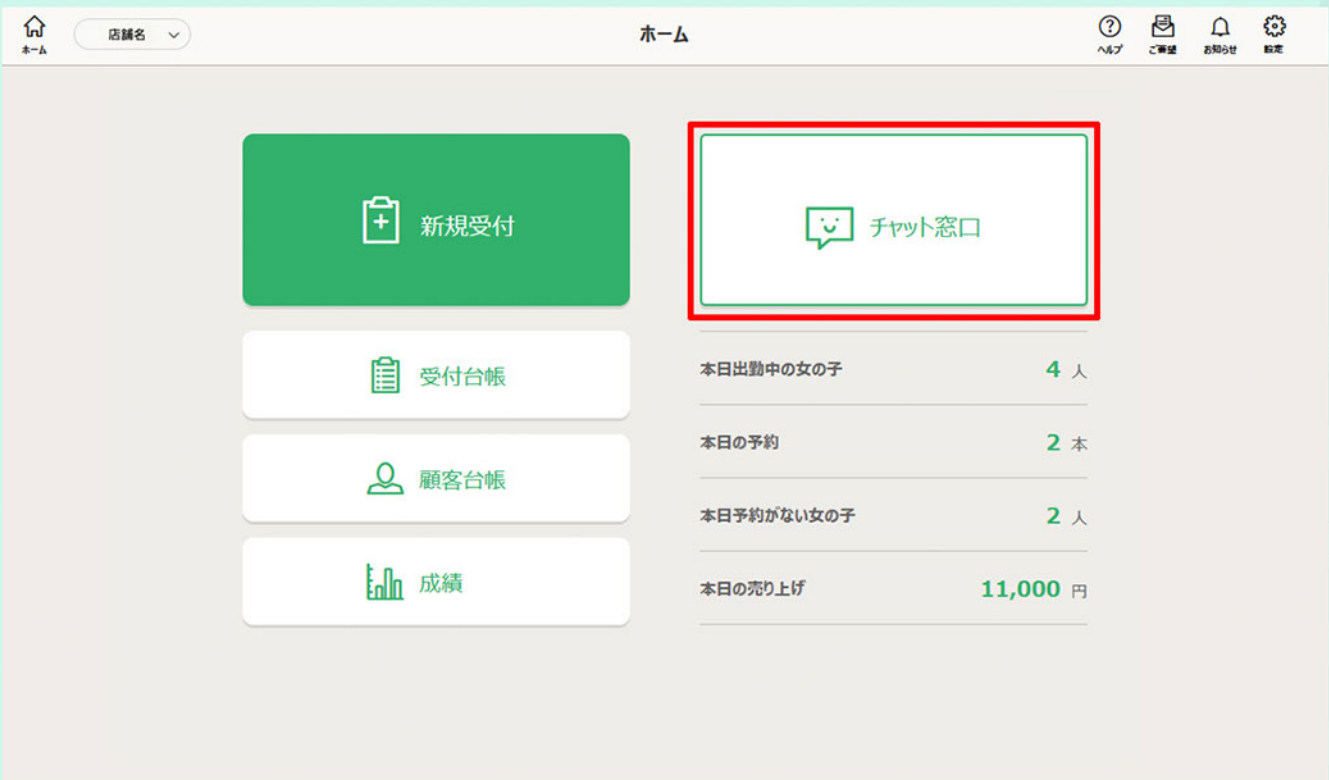 ホーム
店舗名
ホーム
ヘルプ
ご要望
お知らせ
設定
新規受付
チャット窓口
受付台帳
顧客台帳
成績
本日出勤中の女の子 4 人
本日の予約 2 本
本日予約がない女の子 2 人
本日の売り上げ 11,000 円